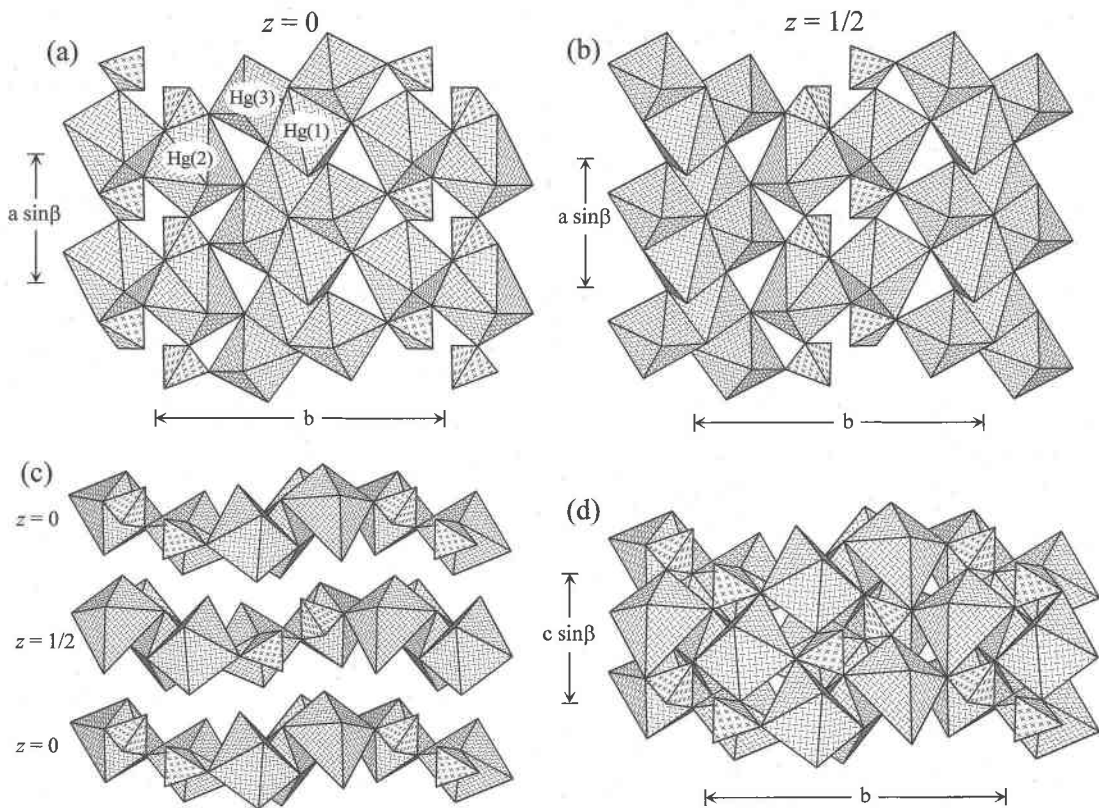 z = 0
z = 1/2
(a)
(b)
Hg(3)
Hg(1)
Hg(2)
a sinβ
a sinβ
b
b
(c)
(d)
z = 0
z = 1/2
z = 0
c sinβ
b